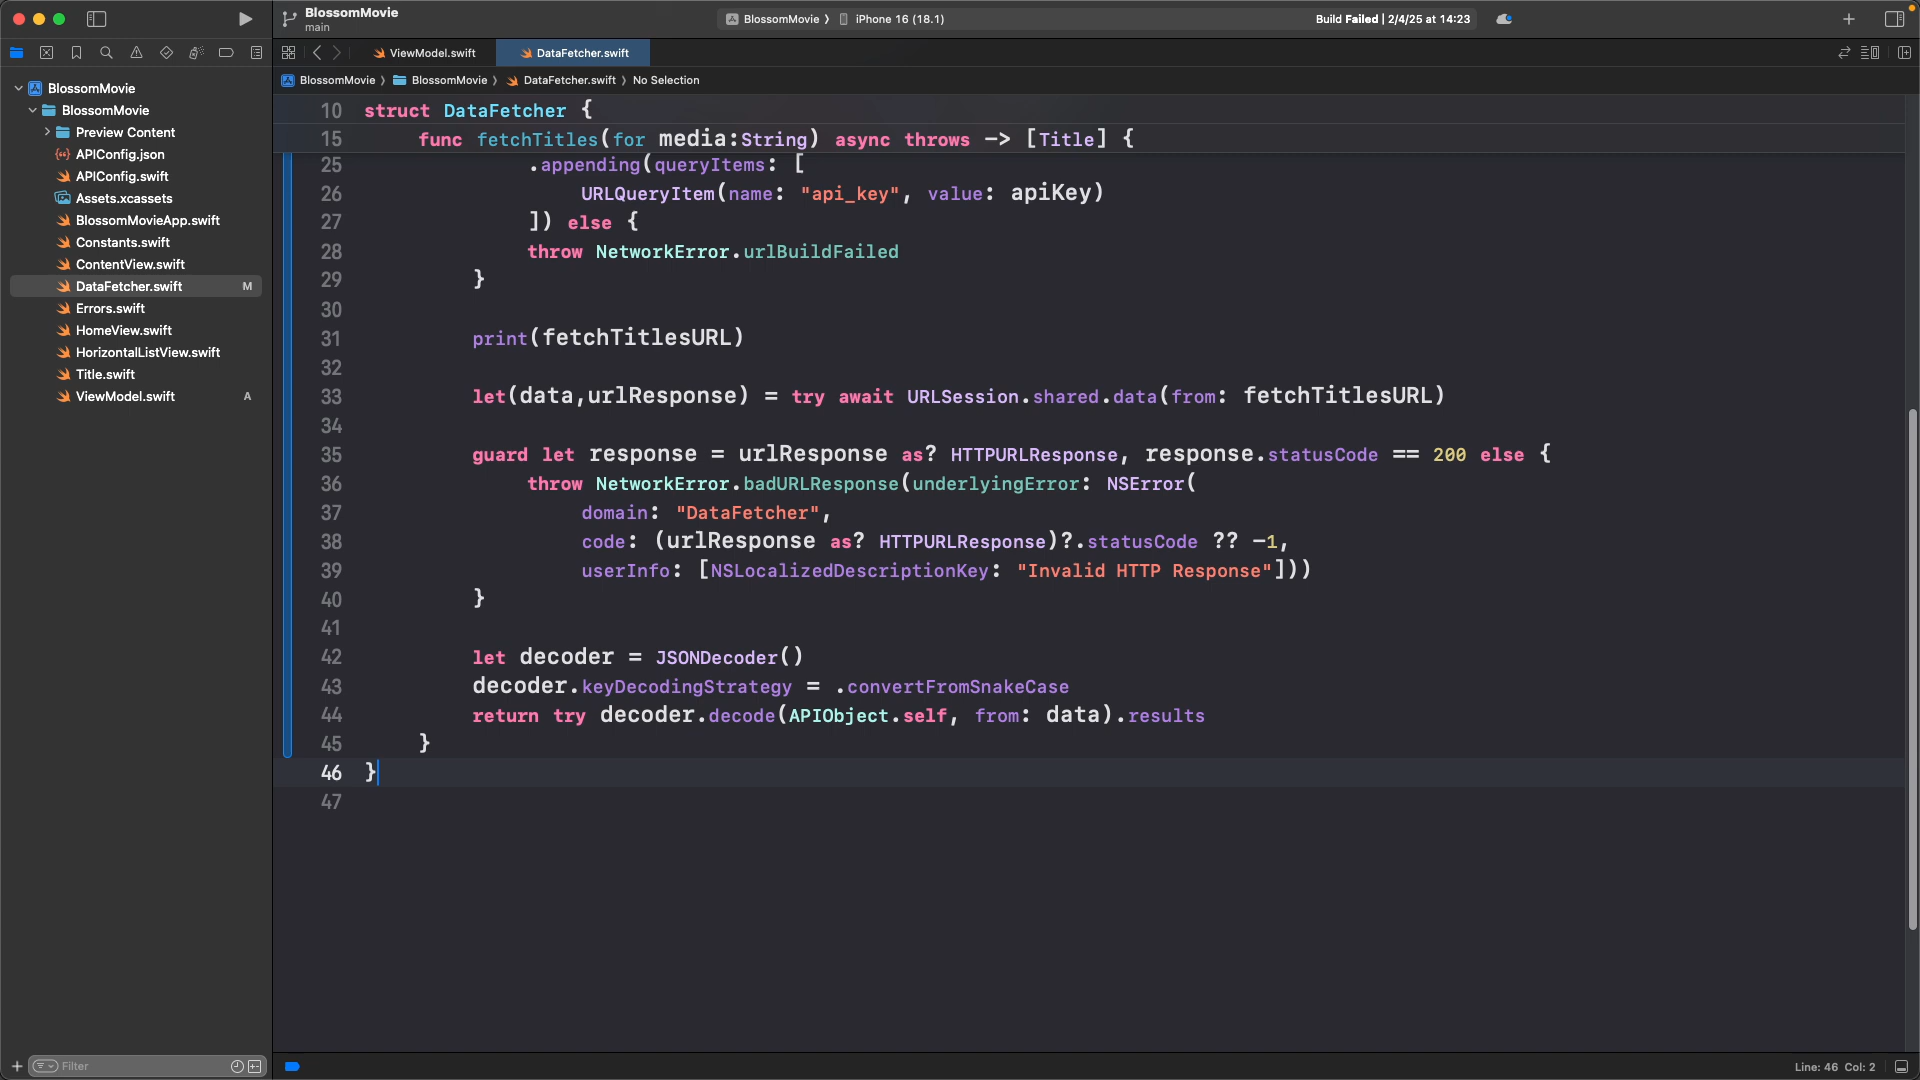 BlossomMovie
main
BlossomMovie
iPhone 16 (18.1)
Build Failed | 2/4/25 at 14:23
ViewModel.swift
DataFetcher.swift
BlossomMovie
BlossomMovie
DataFetcher.swift
No Selection
BlossomMovie
BlossomMovie
Preview Content
APIConfig.json
APIConfig.swift
Assets.xcassets
BlossomMovieApp.swift
Constants.swift
ContentView.swift
DataFetcher.swift M
Errors.swift
HomeView.swift
HorizontalListView.swift
Title.swift
ViewModel.swift A
10 struct DataFetcher {
15 func fetchTitles(for media:String) async throws -> [Title] {
25 .appending(queryItems: [
26 URLQueryItem(name: "api_key", value: apiKey)
27 ]) else {
28 throw NetworkError.urlBuildFailed
29 }
30
31 print(fetchTitlesURL)
32
33 let(data,urlResponse) = try await URLSession.shared.data(from: fetchTitlesURL)
34
35 guard let response = urlResponse as? HTTPURLResponse, response.statusCode == 200 else {
36 throw NetworkError.badURLResponse(underlyingError: NSError(
37 domain: "DataFetcher",
38 code: (urlResponse as? HTTPURLResponse)?.statusCode ?? -1,
39 userInfo: [NSLocalizedDescriptionKey: "Invalid HTTP Response"]))
40 }
41
42 let decoder = JSONDecoder()
43 decoder.keyDecodingStrategy = .convertFromSnakeCase
44 return try decoder.decode(APIObject.self, from: data).results
45 }
46 }
47
Filter
Line: 46 Col: 2